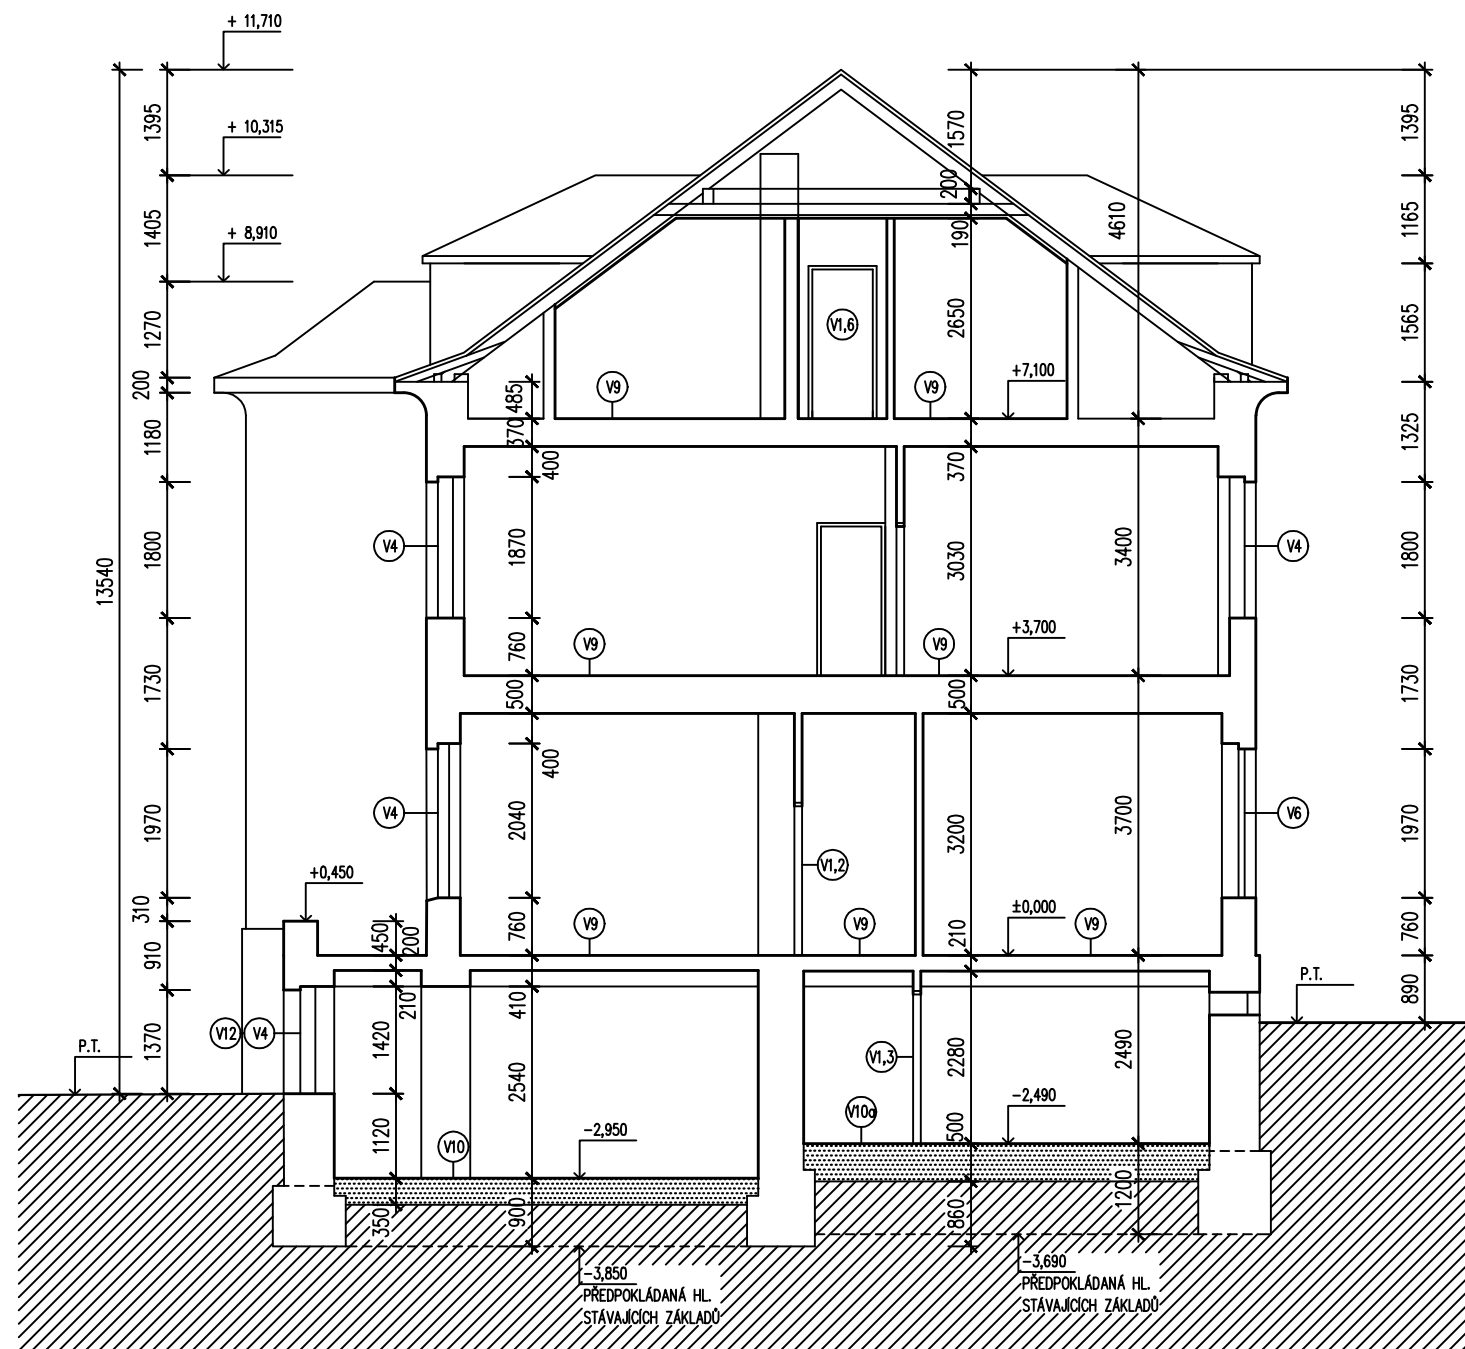 + 11,710
+ 10,315
+ 8,910
13540
1395
1405
1270
200
1180
1800
1730
1970
310
910
1370
1570
200
190
2650
4610
1395
1165
1565
1325
1800
1730
1970
760
890
V1,6
V9
V9
+7,100
485
370
400
370
V4
1870
3030
3400
V4
V9
760
V9
+3,700
500
500
400
V4
2040
3200
3700
V6
V1,2
+0,450
450
200
V9
760
V9
210
±0,000
V9
P.T.
P.T.
V12
V4
210
1420
410
2540
V1,3
2280
2490
1120
V10
-2,950
V10a
500
-2,490
350
900
860
1200
-3,850
PŘEDPOKLÁDANÁ HL.
STÁVAJÍCÍCH ZÁKLADŮ
-3,690
PŘEDPOKLÁDANÁ HL.
STÁVAJÍCÍCH ZÁKLADŮ